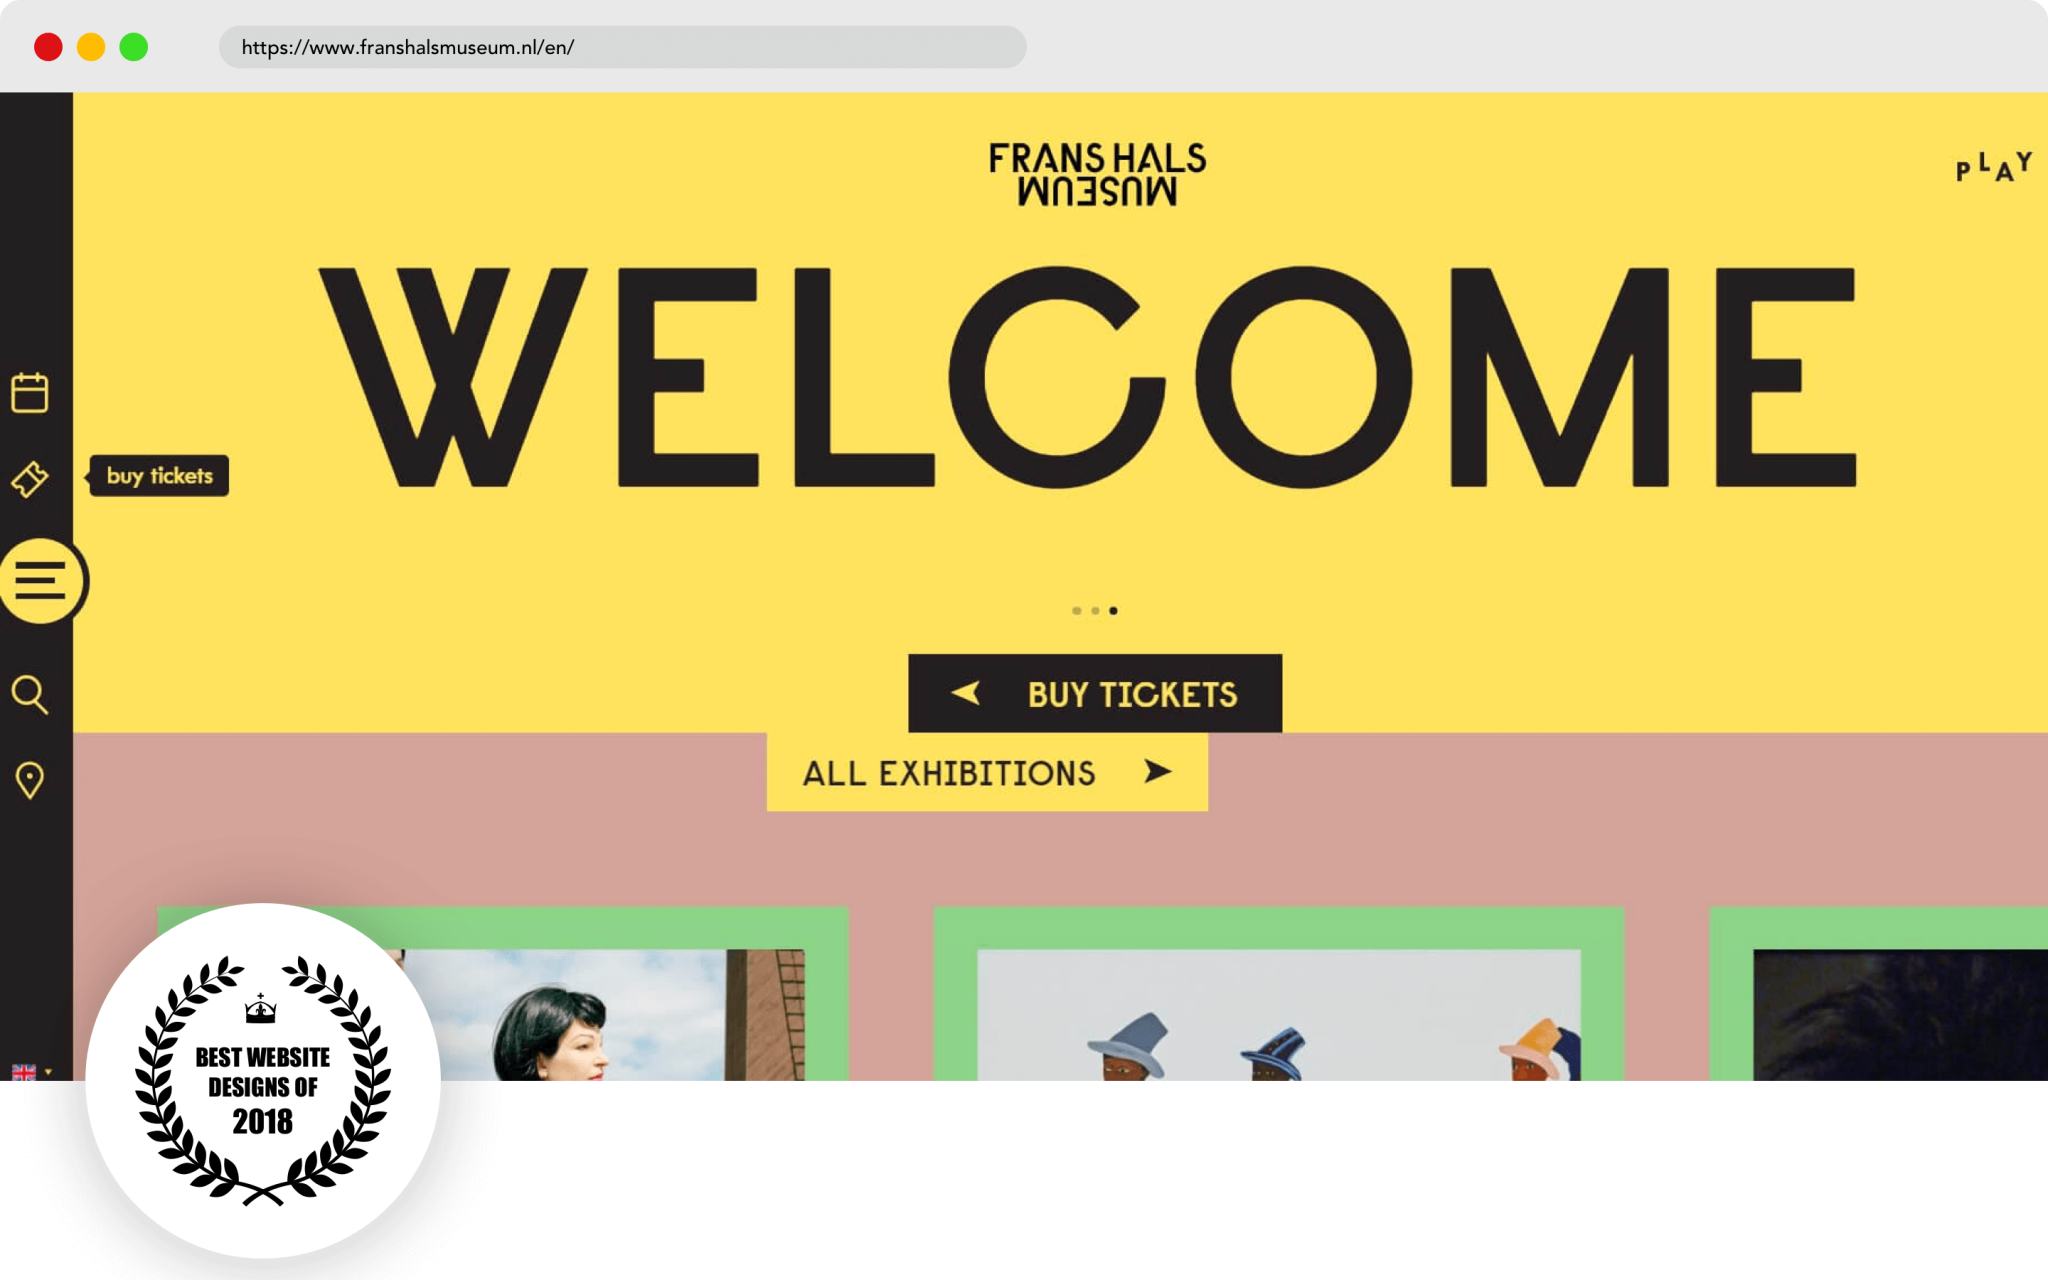 https://www.franshalsmuseum.nl/en/
FRANS HALS
MUSEUM
PLAY
WELCOME
buy tickets
BUY TICKETS
ALL EXHIBITIONS
BEST WEBSITE
DESIGNS OF
2018